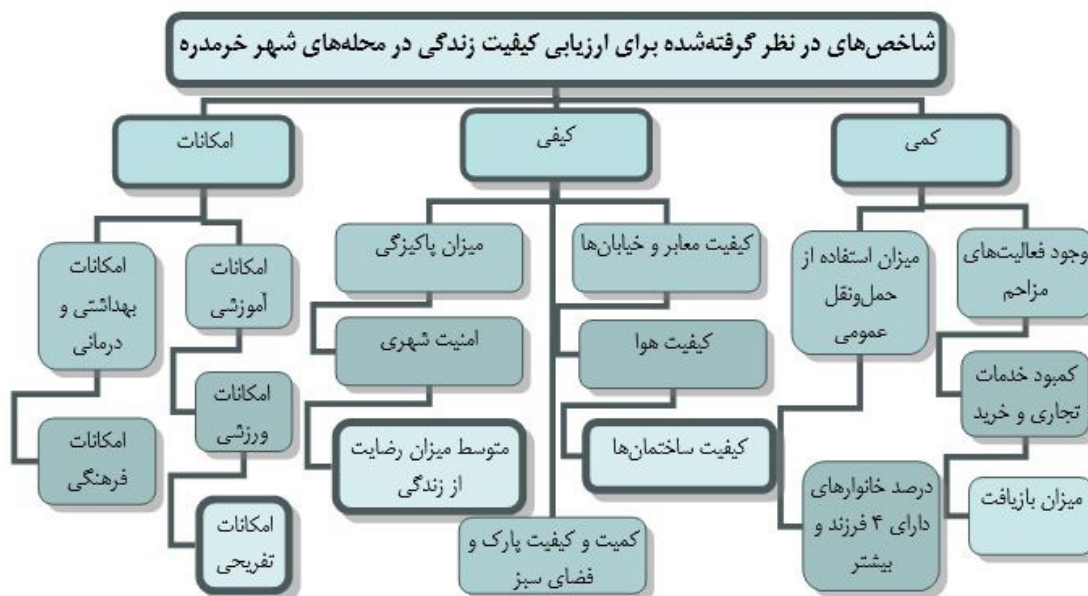 شاخص‌های در نظر گرفته‌شده برای ارزیابی کیفیت زندگی در محله‌های شهر خرمدره
کمی
وجود فعالیت‌های
مزاحم
کمبود خدمات
تجاری و خرید
میزان بازیافت
میزان استفاده از
حمل‌ونقل
عمومی
درصد خانوارهای
دارای ۴ فرزند و
بیشتر
کیفی
کیفیت معابر و خیابان‌ها
کیفیت هوا
کیفیت ساختمان‌ها
میزان پاکیزگی
امنیت شهری
متوسط میزان رضایت
از زندگی
کمیت و کیفیت پارک و
فضای سبز
امکانات
امکانات
آموزشی
امکانات
ورزشی
امکانات
تفریحی
امکانات
بهداشتی و
درمانی
امکانات
فرهنگی